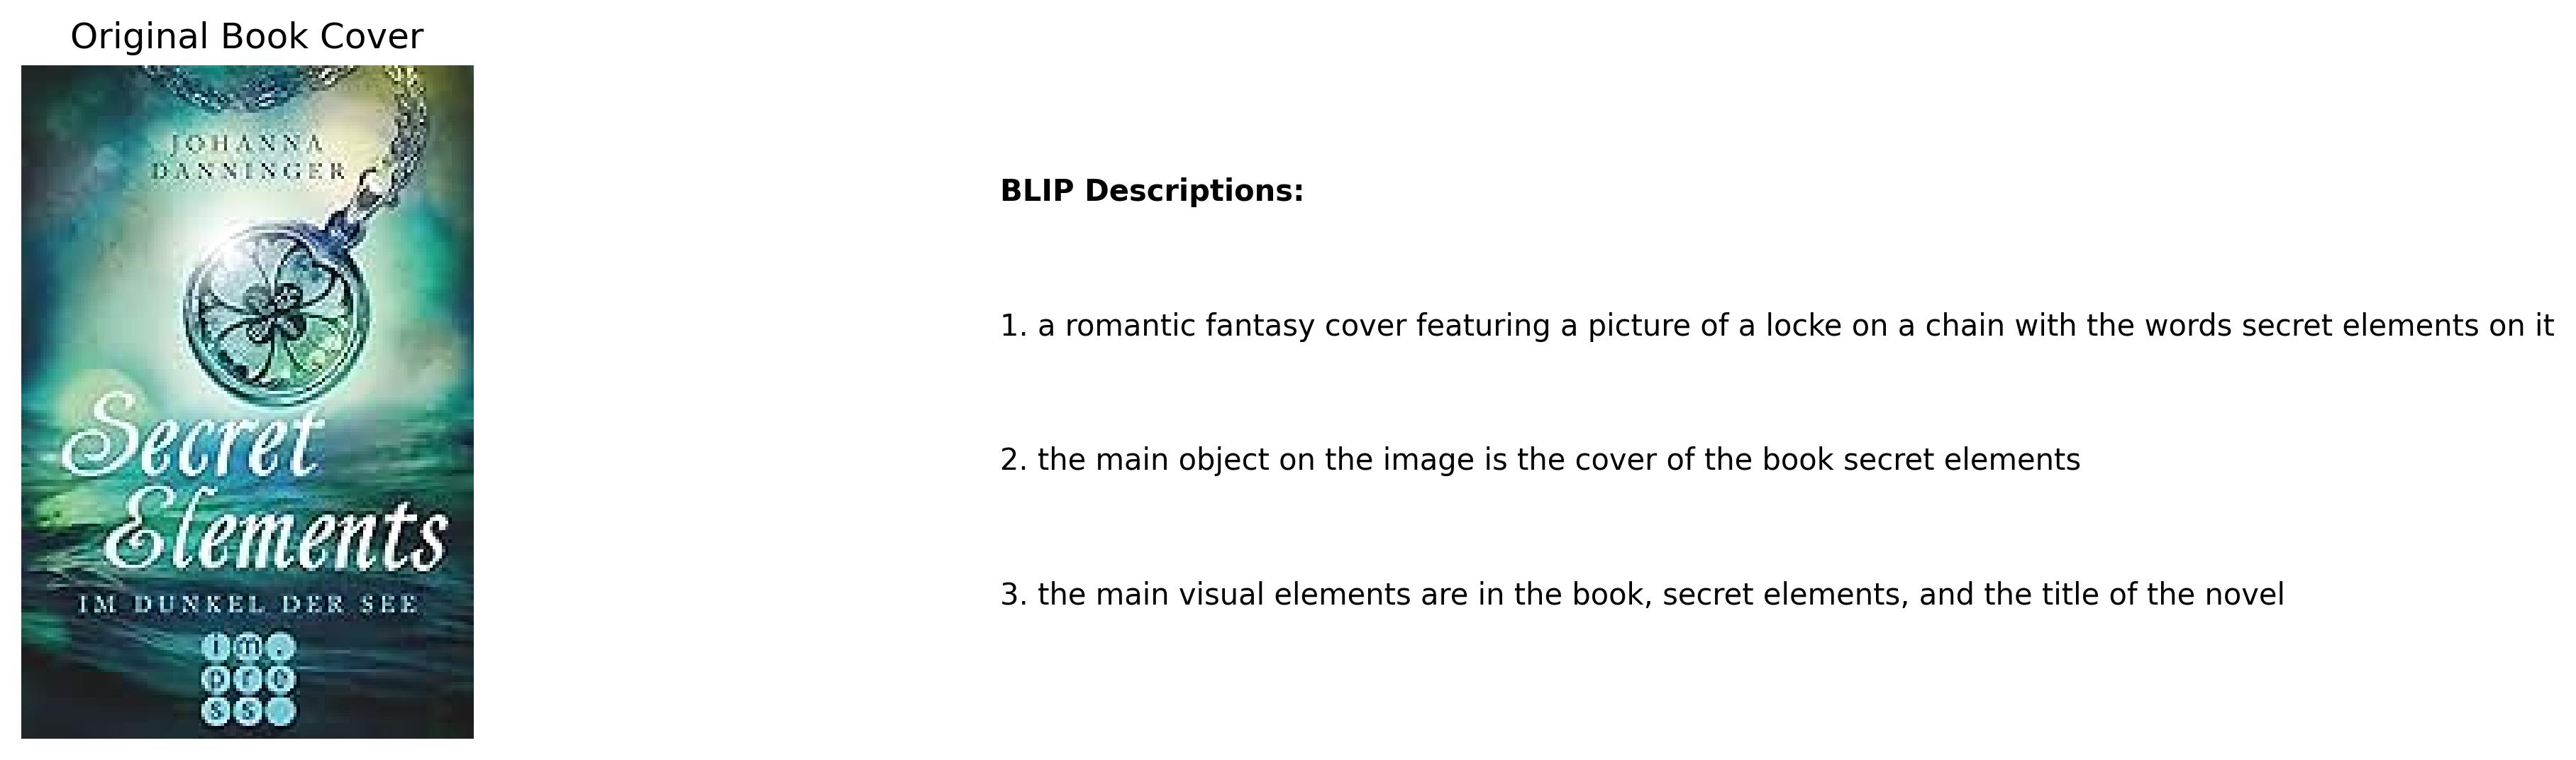 Original Book Cover
JOHANNA
DANNINGER
Secret
Elements
IM DUNKEL DER SEE
im.
pre
ss
BLIP Descriptions:
1. a romantic fantasy cover featuring a picture of a locke on a chain with the words secret elements on it
2. the main object on the image is the cover of the book secret elements
3. the main visual elements are in the book, secret elements, and the title of the novel